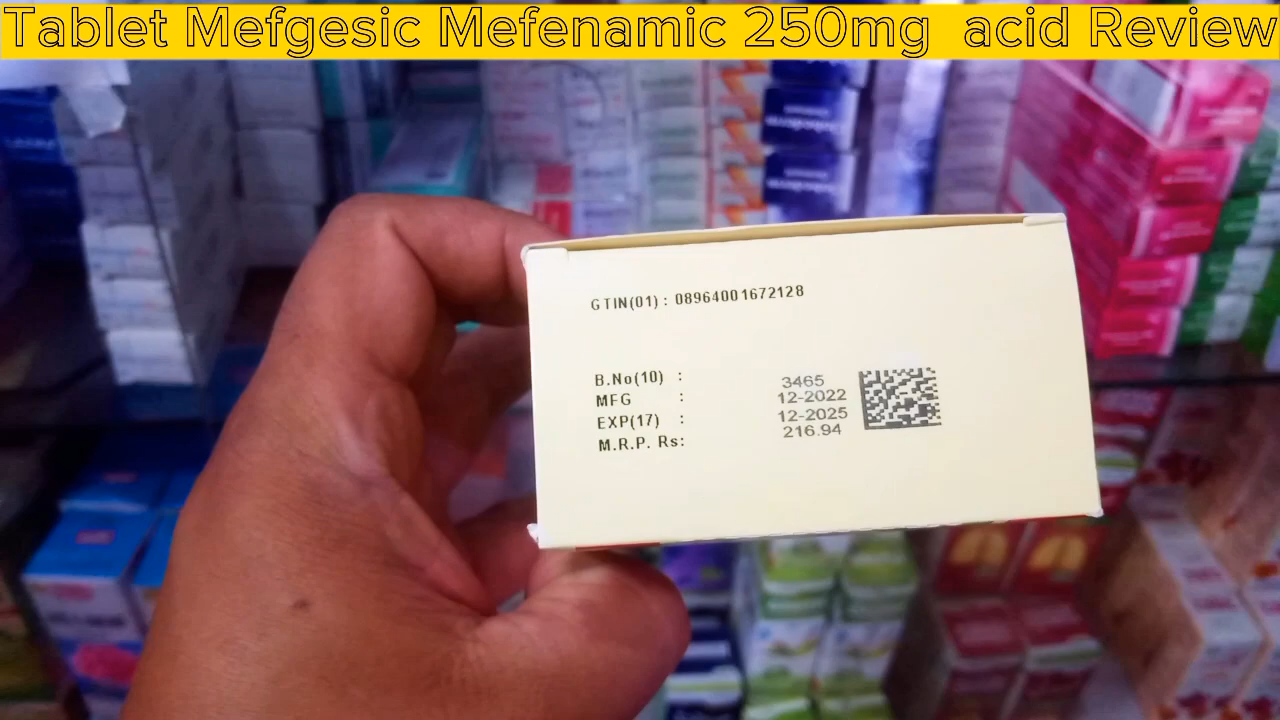 Tablet Mefgesic Mefenamic 250mg  acid Review
GTIN(01) : 08964001672128
B.No(10) : 3465
MFG : 12-2022
EXP(17) : 12-2025
M.R.P. Rs: 216.94